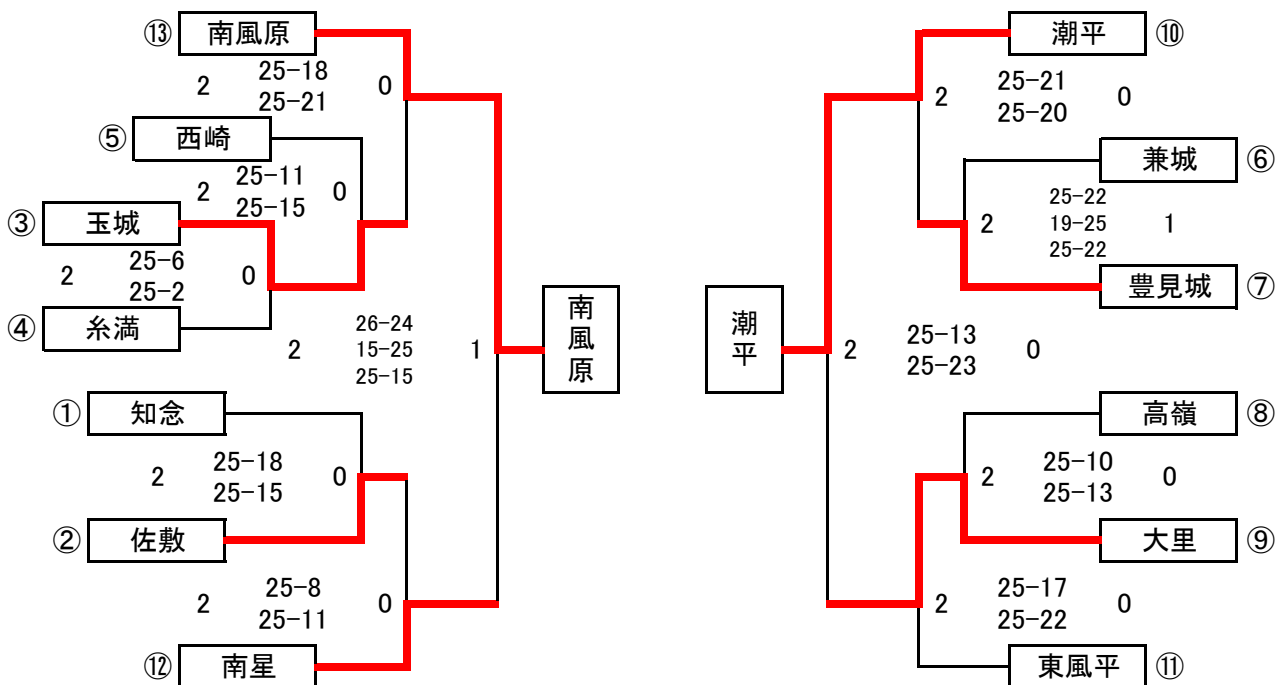 ⑬ 南風原
2 25-18 0
25-21
⑤ 西崎
2 25-11 0
25-15
③ 玉城
2 25-6 0
25-2
④ 糸満
2 26-24 1
15-25
25-15
南風原
① 知念
2 25-18 0
25-15
② 佐敷
2 25-8 0
25-11
⑫ 南星
潮平 ⑩
2 25-21 0
25-20
兼城 ⑥
2 25-22 1
19-25
25-22
豊見城 ⑦
潮平
2 25-13 0
25-23
高嶺 ⑧
2 25-10 0
25-13
大里 ⑨
2 25-17 0
25-22
東風平 ⑪